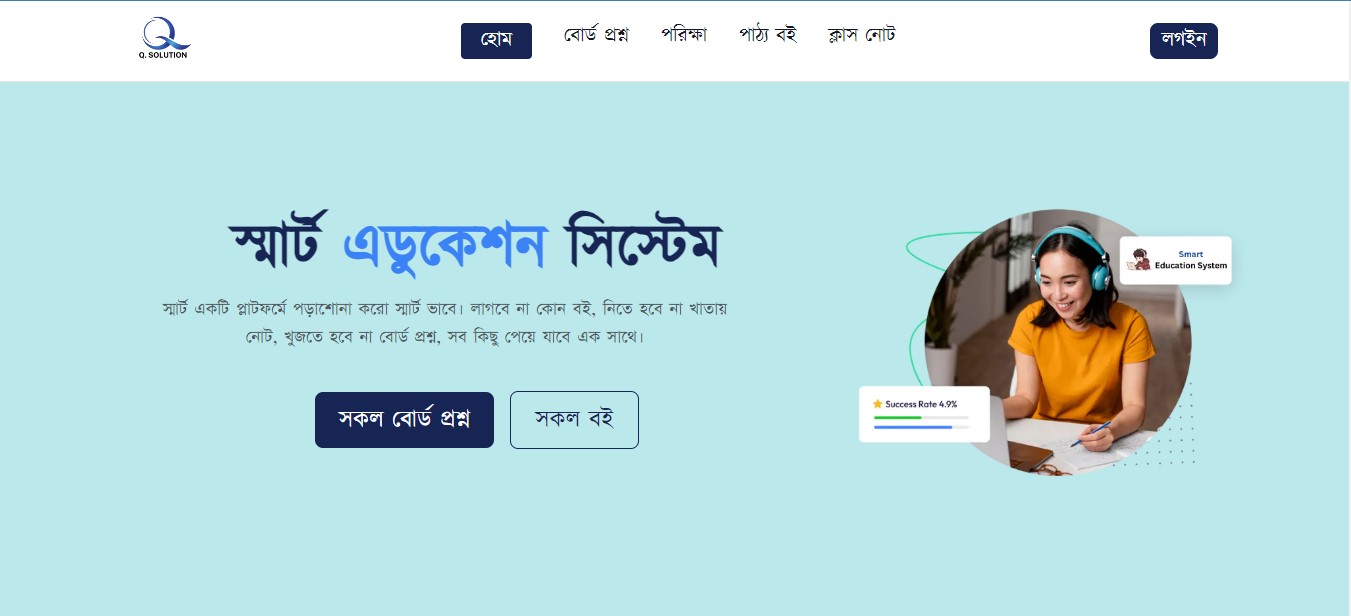 Q. SOLUTION
হোম বোর্ড প্রশ্ন পরিক্ষা পাঠ্য বই ক্লাস নোট লগইন
স্মার্ট এডুকেশন সিস্টেম
স্মার্ট একটি প্লাটফর্মে পড়াশোনা করো স্মার্ট ভাবে। লাগবে না কোন বই, নিতে হবে না খাতায়
নোট, খুজতে হবে না বোর্ড প্রশ্ন, সব কিছু পেয়ে যাবে এক সাথে।
সকল বোর্ড প্রশ্ন সকল বই
Smart
Education System
Success Rate 4.9%